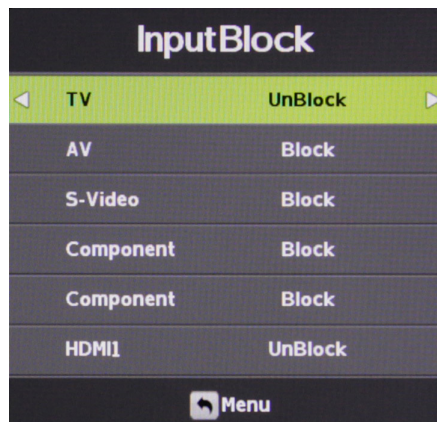 InputBlock
TV UnBlock
AV Block
S-Video Block
Component Block
Component Block
HDMI1 UnBlock
Menu